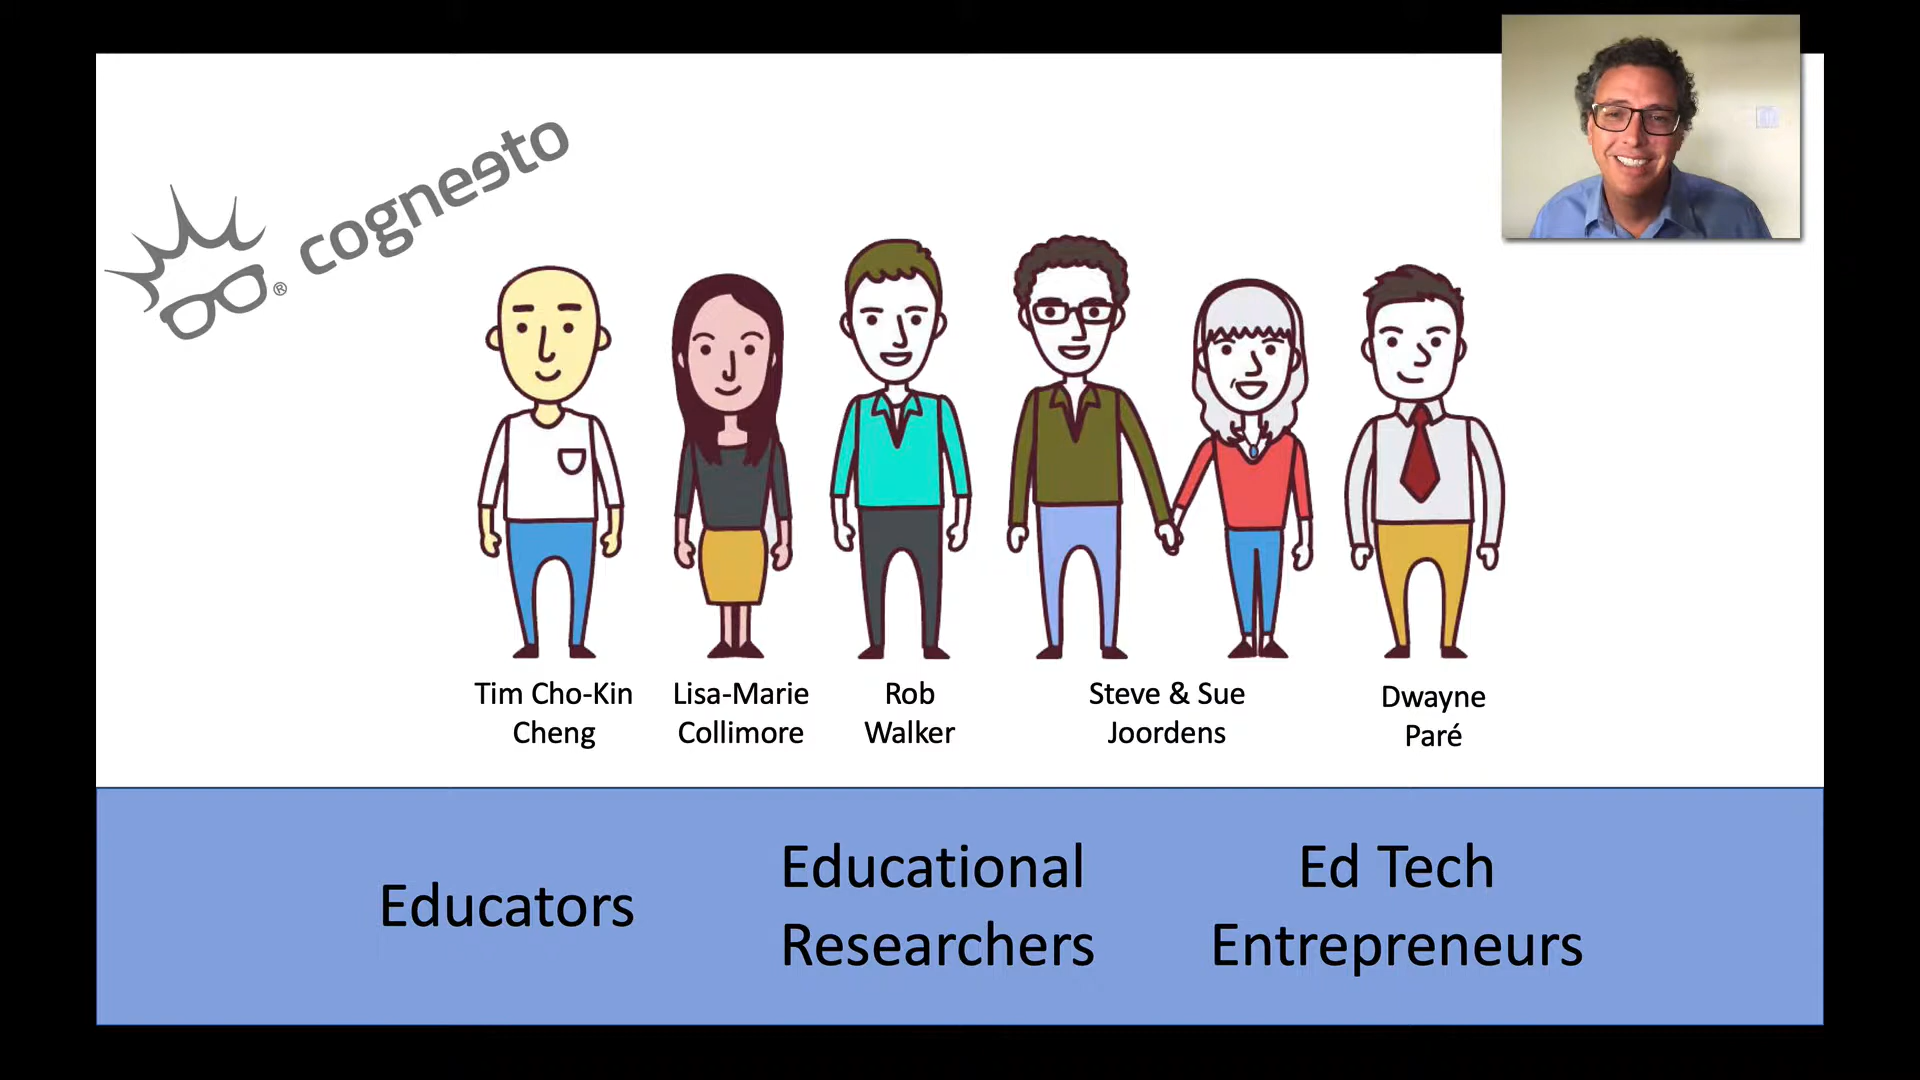 cogneeto
®
Tim Cho-Kin
Cheng
Lisa-Marie
Collimore
Rob
Walker
Steve & Sue
Joordens
Dwayne
Paré
Educators
Educational
Researchers
Ed Tech
Entrepreneurs